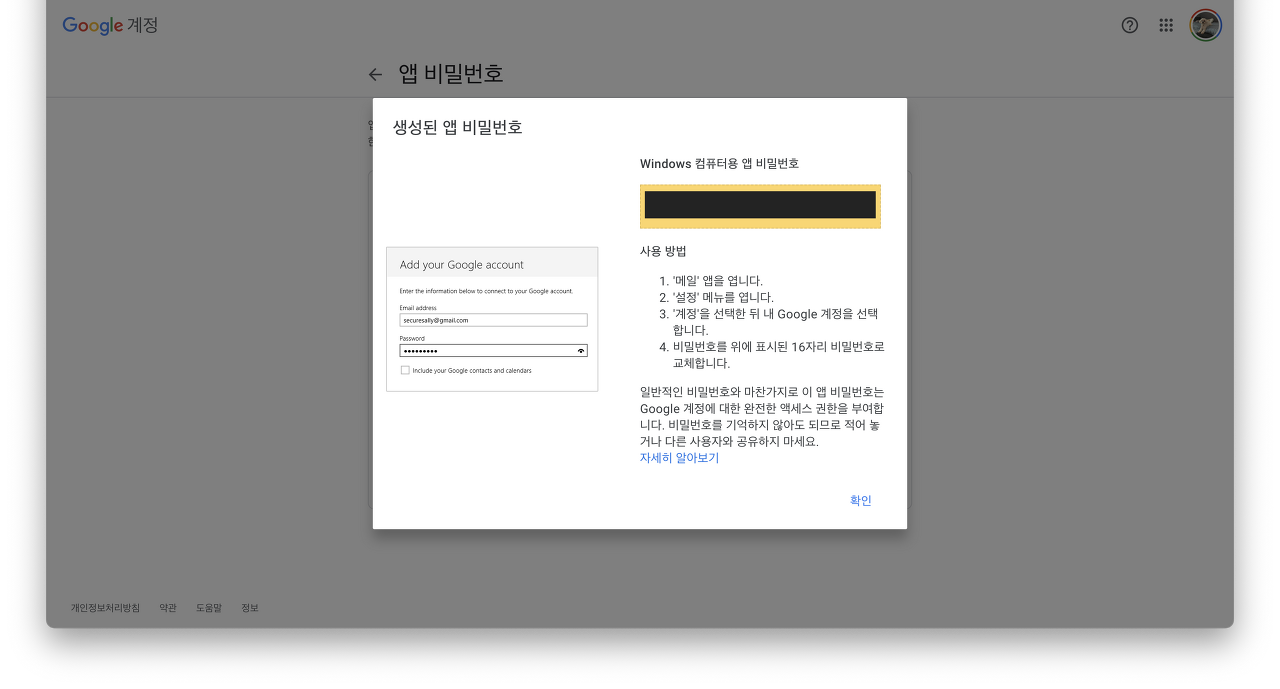 Google 계정
앱 비밀번호
생성된 앱 비밀번호
Windows 컴퓨터용 앱 비밀번호
Add your Google account
Enter the information below to connect to your Google account.
Email address
securesally@gmail.com
Password
•••••••••
Include your Google contacts and calendars
사용 방법
1. '메일' 앱을 엽니다.
2. '설정' 메뉴를 엽니다.
3. '계정'을 선택한 뒤 내 Google 계정을 선택
합니다.
4. 비밀번호를 위에 표시된 16자리 비밀번호로
교체합니다.
일반적인 비밀번호와 마찬가지로 이 앱 비밀번호는
Google 계정에 대한 완전한 액세스 권한을 부여합
니다. 비밀번호를 기억하지 않아도 되므로 적어 놓
거나 다른 사용자와 공유하지 마세요.
자세히 알아보기
확인
개인정보처리방침 약관 도움말 정보